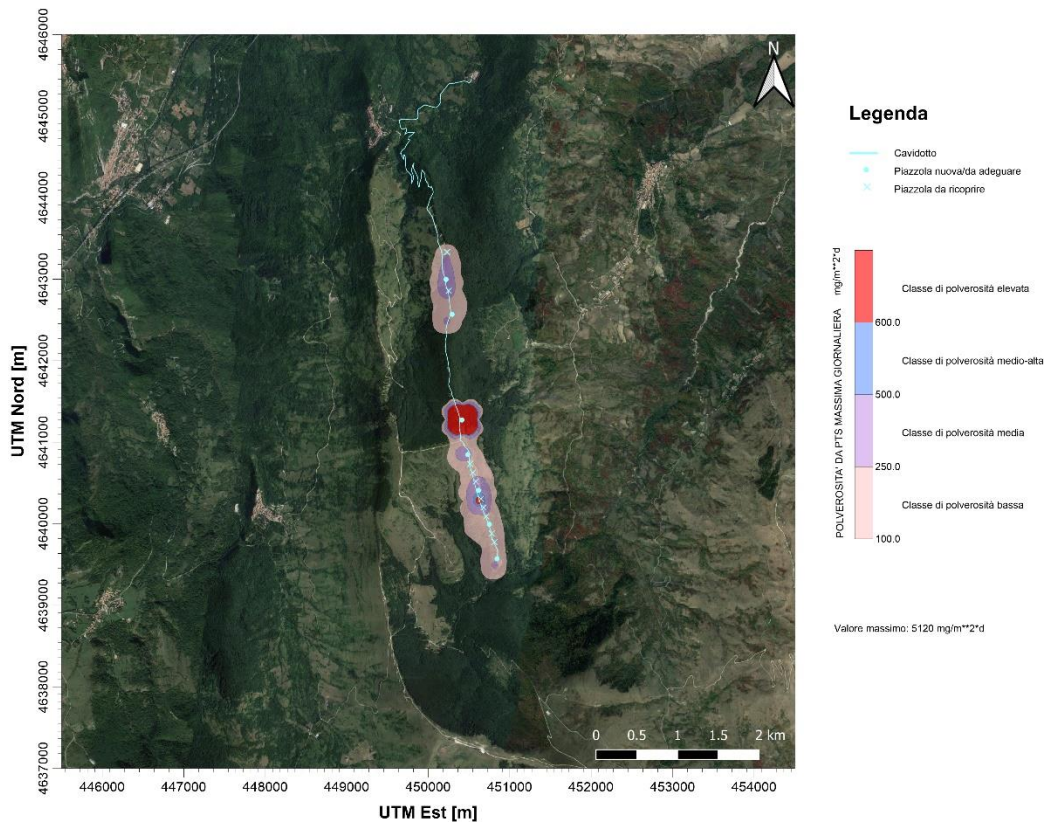 4646000
4645000
4644000
4643000
4642000
4641000
4640000
4639000
4638000
4637000
UTM Nord [m]
446000 447000 448000 449000 450000 451000 452000 453000 454000
UTM Est [m]
N
0 0.5 1 1.5 2 km
Legenda
Cavidotto
Piazzola nuova/da adeguare
Piazzola da ricoprire
POLVEROSITA' DA PTS MASSIMA GIORNALIERA mg/m**2*d
Classe di polverosità elevata
600.0
Classe di polverosità medio-alta
500.0
Classe di polverosità media
250.0
Classe di polverosità bassa
100.0
Valore massimo: 5120 mg/m**2*d